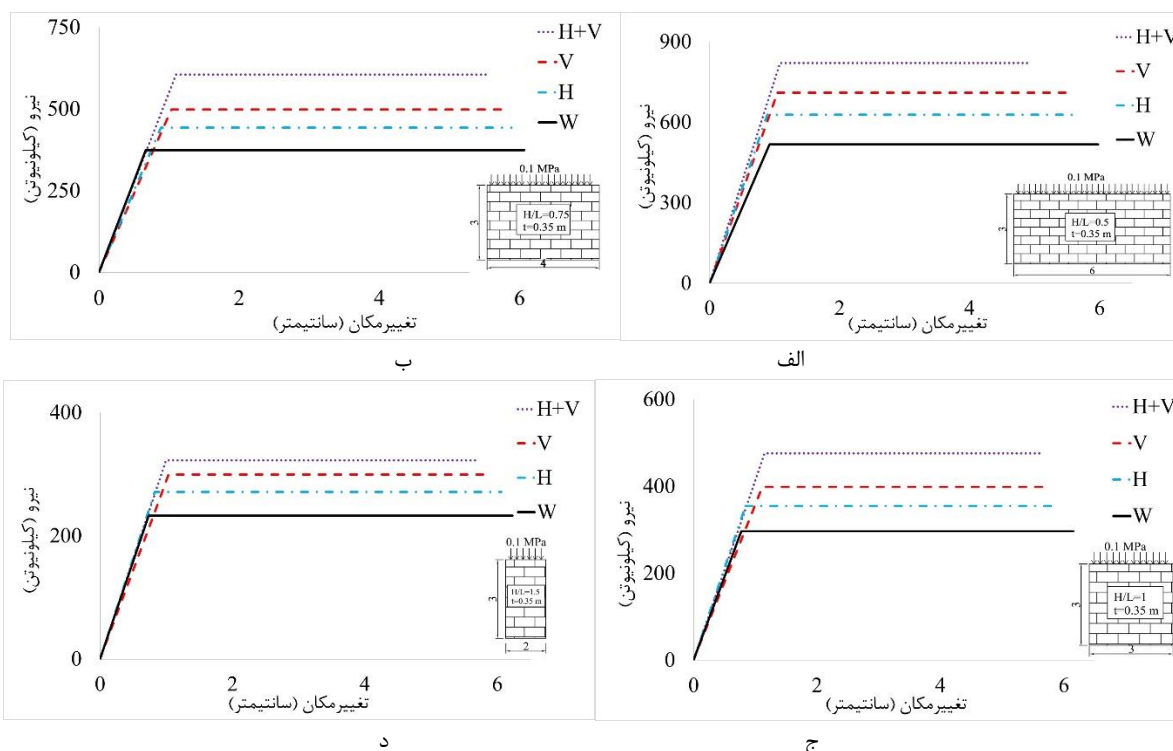 900
600
300
0
نیرو (کیلونیوتن)
0
2
4
6
تغییرمکان (سانتیمتر)
H+V
V
H
W
0.1 MPa
H/L=0.5
t=0.35 m
3
6
الف
750
500
250
0
نیرو (کیلونیوتن)
0
2
4
6
تغییرمکان (سانتیمتر)
H+V
V
H
W
0.1 MPa
H/L=0.75
t=0.35 m
3
4
ب
600
400
200
0
نیرو (کیلونیوتن)
0
2
4
6
تغییرمکان (سانتیمتر)
H+V
V
H
W
0.1 MPa
H/L=1
t=0.35 m
3
3
ج
400
200
0
نیرو (کیلونیوتن)
0
2
4
6
تغییرمکان (سانتیمتر)
H+V
V
H
W
0.1 MPa
H/L=1.5
t=0.35 m
3
2
د